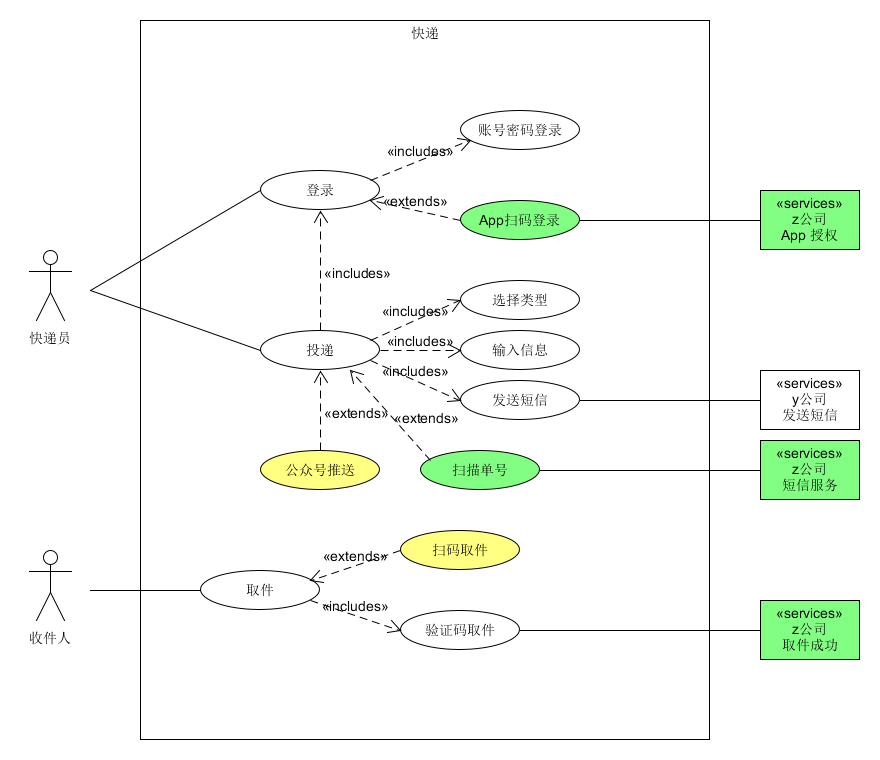 快递
账号密码登录
«includes»
登录
«extends»
App扫码登录
«services»
z公司
App 授权
快递员
«includes»
选择类型
«includes»
投递
«includes»
输入信息
«includes»
发送短信
«services»
y公司
发送短信
«extends»
«extends»
公众号推送
扫描单号
«services»
z公司
短信服务
扫码取件
«extends»
取件
«includes»
验证码取件
«services»
z公司
取件成功
收件人